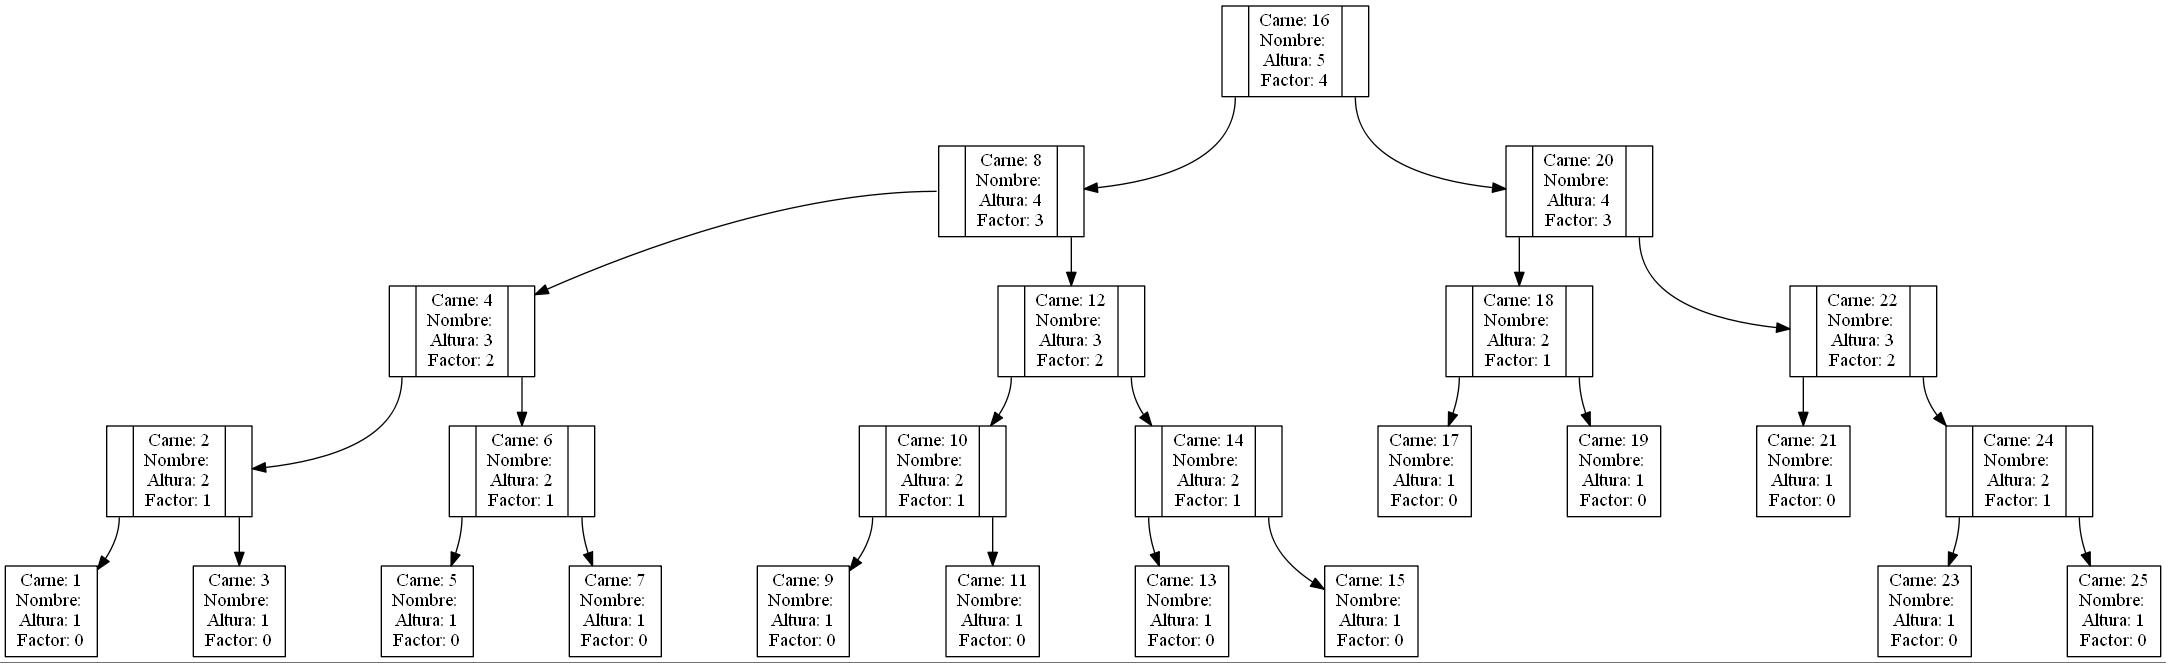 Carne: 16
Nombre:
Altura: 5
Factor: 4
Carne: 8
Nombre:
Altura: 4
Factor: 3
Carne: 20
Nombre:
Altura: 4
Factor: 3
Carne: 4
Nombre:
Altura: 3
Factor: 2
Carne: 12
Nombre:
Altura: 3
Factor: 2
Carne: 18
Nombre:
Altura: 2
Factor: 1
Carne: 22
Nombre:
Altura: 3
Factor: 2
Carne: 2
Nombre:
Altura: 2
Factor: 1
Carne: 6
Nombre:
Altura: 2
Factor: 1
Carne: 10
Nombre:
Altura: 2
Factor: 1
Carne: 14
Nombre:
Altura: 2
Factor: 1
Carne: 17
Nombre:
Altura: 1
Factor: 0
Carne: 19
Nombre:
Altura: 1
Factor: 0
Carne: 21
Nombre:
Altura: 1
Factor: 0
Carne: 24
Nombre:
Altura: 2
Factor: 1
Carne: 1
Nombre:
Altura: 1
Factor: 0
Carne: 3
Nombre:
Altura: 1
Factor: 0
Carne: 5
Nombre:
Altura: 1
Factor: 0
Carne: 7
Nombre:
Altura: 1
Factor: 0
Carne: 9
Nombre:
Altura: 1
Factor: 0
Carne: 11
Nombre:
Altura: 1
Factor: 0
Carne: 13
Nombre:
Altura: 1
Factor: 0
Carne: 15
Nombre:
Altura: 1
Factor: 0
Carne: 23
Nombre:
Altura: 1
Factor: 0
Carne: 25
Nombre:
Altura: 1
Factor: 0